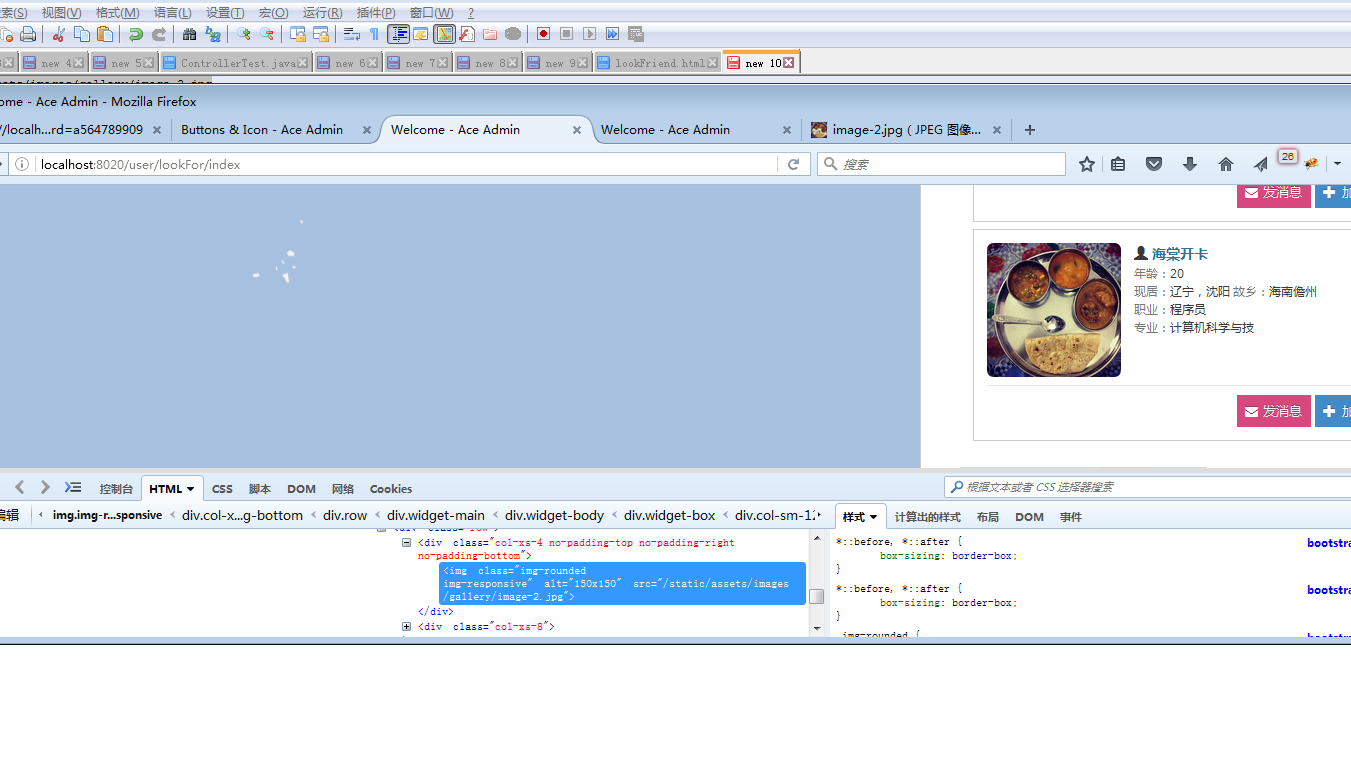 索(S) 视图(V) 格式(M) 语言(L) 设置(T) 宏(O) 运行(R) 插件(P) 窗口(W) ?
new 4 new 5 ControllerTest.java new 6 new 7 new 8 new 9 lookFriend.html new 10
ome - Ace Admin - Mozilla Firefox
//localh...rd=a564789909 Buttons & Icon - Ace Admin Welcome - Ace Admin Welcome - Ace Admin image-2.jpg ( JPEG 图像...
localhost:8020/user/lookFor/index 搜索 26
发消息 加
海棠开卡
年龄：20
现居：辽宁，沈阳 故乡：海南儋州
职业：程序员
专业：计算机科学与技
发消息 加
控制台 HTML CSS 脚本 DOM 网络 Cookies 根据文本或者 CSS 选择器搜索
编辑 img.img-r...sponsive < div.col-x...g-bottom < div.row < div.widget-main < div.widget-body < div.widget-box < div.col-sm-12 样式 计算出的样式 布局 DOM 事件
<div class="row">
<div class="col-xs-4 no-padding-top no-padding-right
no-padding-bottom">
<img class="img-rounded
img-responsive" alt="150x150" src="/static/assets/images
/gallery/image-2.jpg">
</div>
<div class="col-xs-8">
*::before, *::after { bootstra
box-sizing: border-box;
}
*::before, *::after { bootstra
box-sizing: border-box;
}
.img-rounded { bootstra